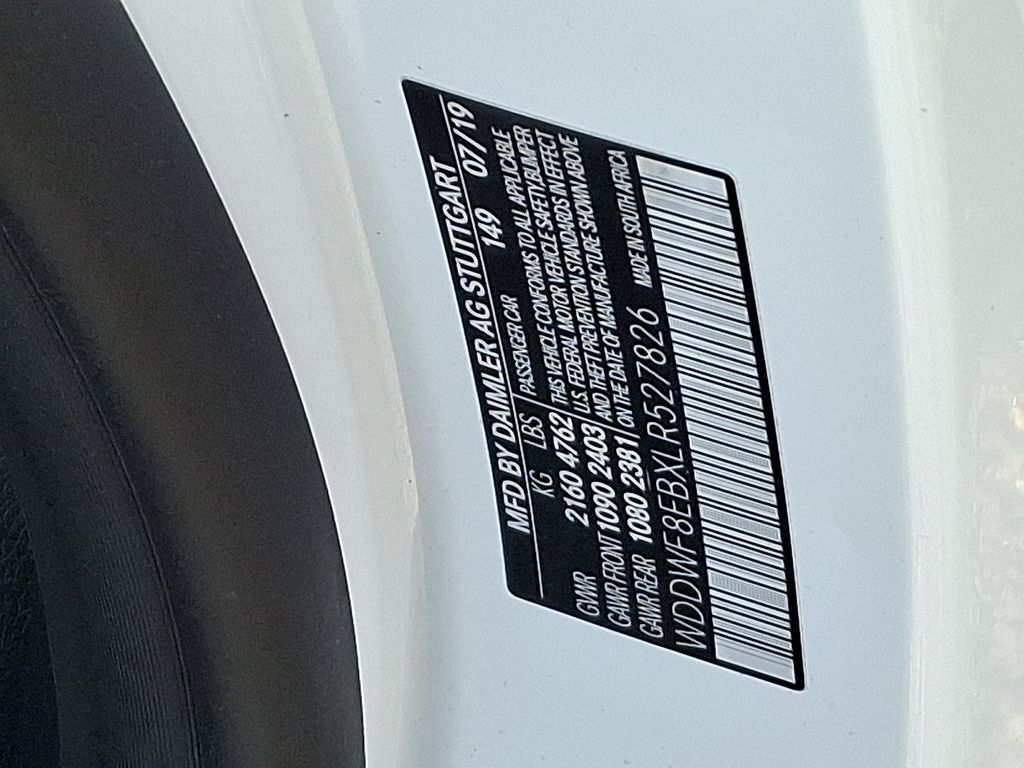 MFD BY DAIMLER AG STUTTGART
KG LBS PASSENGER CAR 149 07/19
GVWR 2160 4762
GAWR FRONT 1090 2403
GAWR REAR 1080 2381
THIS VEHICLE CONFORMS TO ALL APPLICABLE
U.S. FEDERAL MOTOR VEHICLE SAFETY, BUMPER
AND THEFT PREVENTION STANDARDS IN EFFECT
ON THE DATE OF MANUFACTURE SHOWN ABOVE
WDDWF8EBXLR527826 MADE IN SOUTH AFRICA